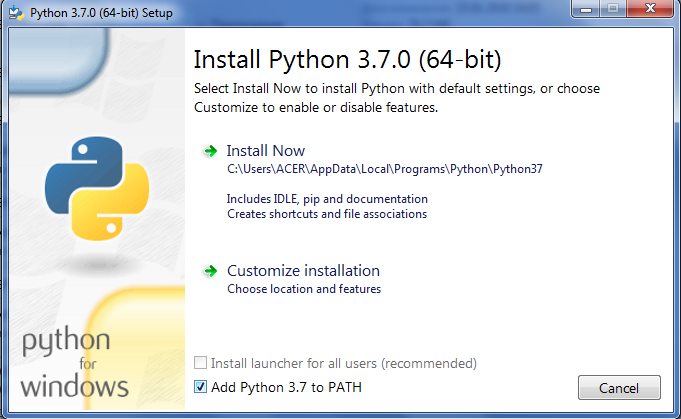 Python 3.7.0 (64-bit) Setup
Install Python 3.7.0 (64-bit)
Select Install Now to install Python with default settings, or choose
Customize to enable or disable features.
Install Now
C:\Users\ACER\AppData\Local\Programs\Python\Python37
Includes IDLE, pip and documentation
Creates shortcuts and file associations
Customize installation
Choose location and features
python
for
windows
Install launcher for all users (recommended)
Add Python 3.7 to PATH
Cancel